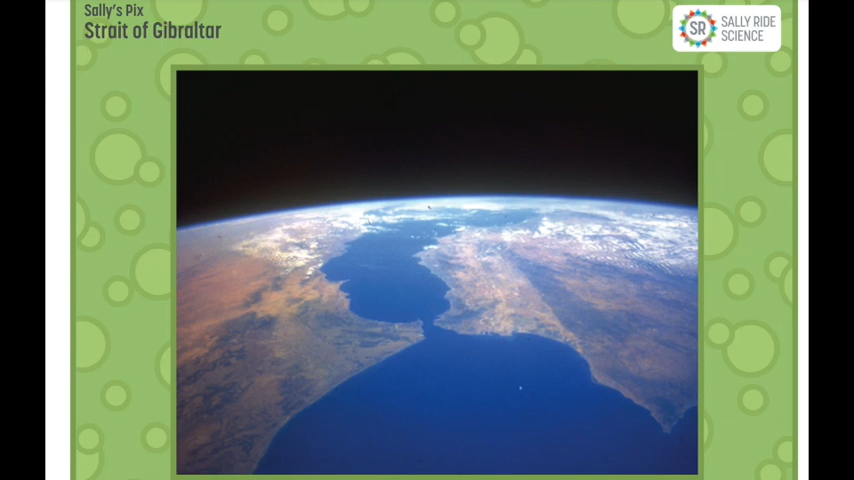 Sally's Pix
Strait of Gibraltar
SR
SALLY RIDE
SCIENCE